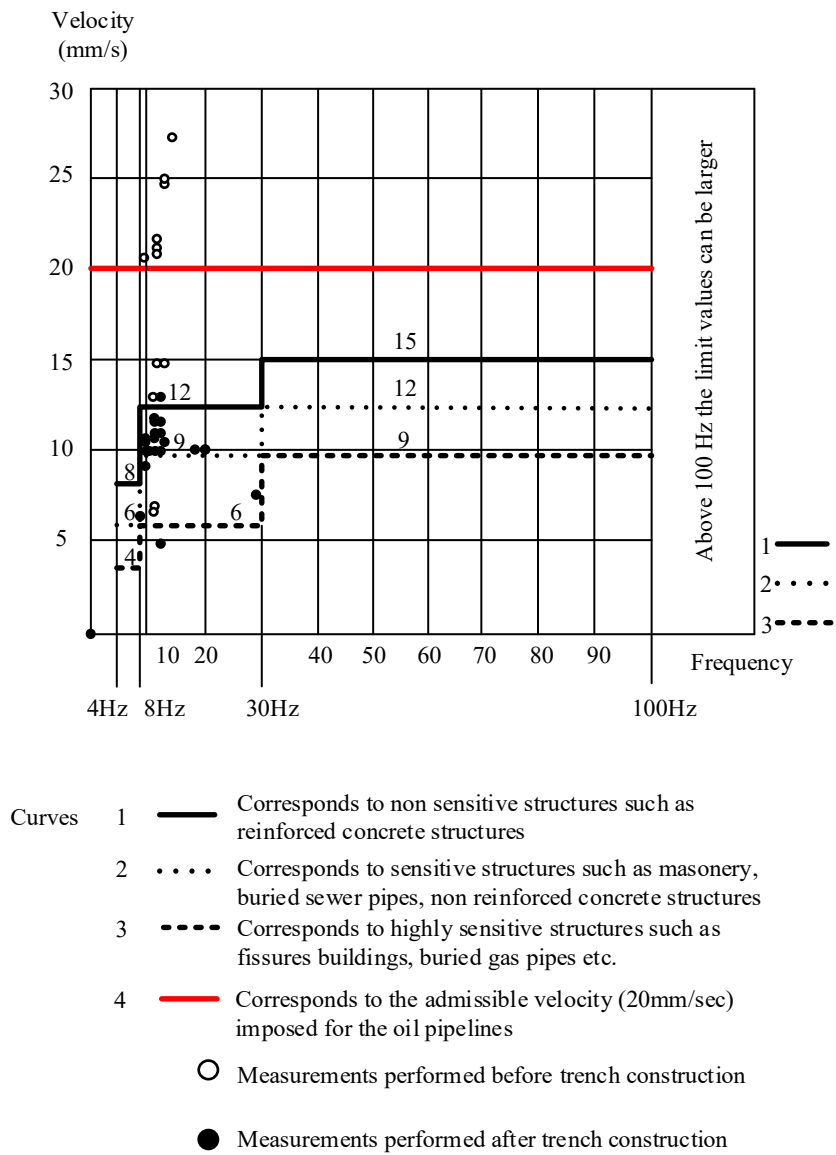 Velocity
(mm/s)
30
25
20
15
15
12
12
10
9
9
8
6
6
5
4
Above 100 Hz the limit values can be larger
1
2
3
10 20 40 50 60 70 80 90 Frequency
4Hz 8Hz 30Hz 100Hz
Curves 1 Corresponds to non sensitive structures such as
reinforced concrete structures
2 Corresponds to sensitive structures such as masonry,
buried sewer pipes, non reinforced concrete structures
3 Corresponds to highly sensitive structures such as
fissures buildings, buried gas pipes etc.
4 Corresponds to the admissible velocity (20mm/sec)
imposed for the oil pipelines
Measurements performed before trench construction
Measurements performed after trench construction